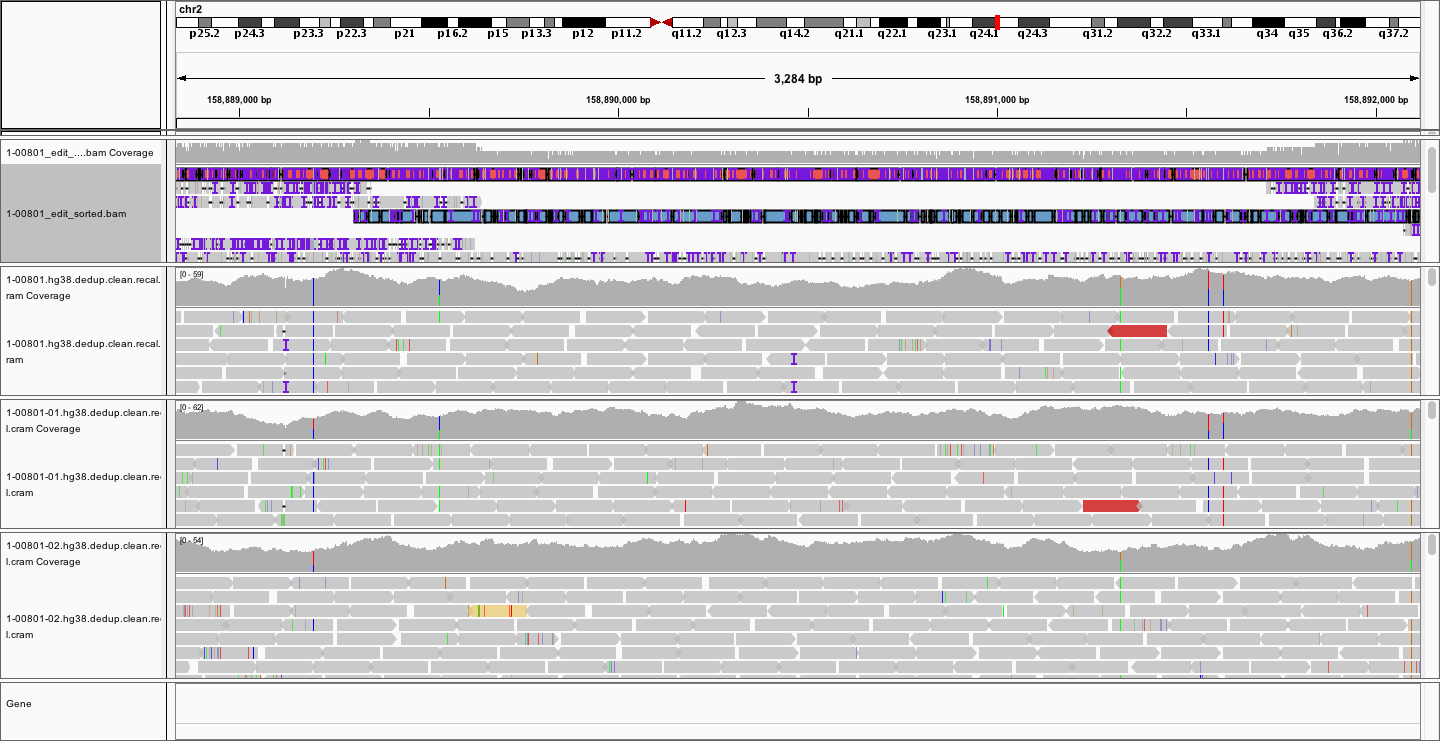 chr2
p25.2 p24.3 p23.3 p22.3 p21 p16.2 p15 p13.3 p12 p11.2 q11.2 q12.3 q14.2 q21.1 q22.1 q23.1 q24.1 q24.3 q31.2 q32.2 q33.1 q34 q35 q36.2 q37.2
3,284 bp
158,889,000 bp 158,890,000 bp 158,891,000 bp 158,892,000 bp
1-00801_edit_....bam Coverage
1-00801_edit_sorted.bam
[0 - 59]
1-00801.hg38.dedup.clean.recal.
ram Coverage
1-00801.hg38.dedup.clean.recal.
ram
[0 - 62]
1-00801-01.hg38.dedup.clean.re
l.cram Coverage
1-00801-01.hg38.dedup.clean.re
l.cram
[0 - 54]
1-00801-02.hg38.dedup.clean.re
l.cram Coverage
1-00801-02.hg38.dedup.clean.re
l.cram
Gene